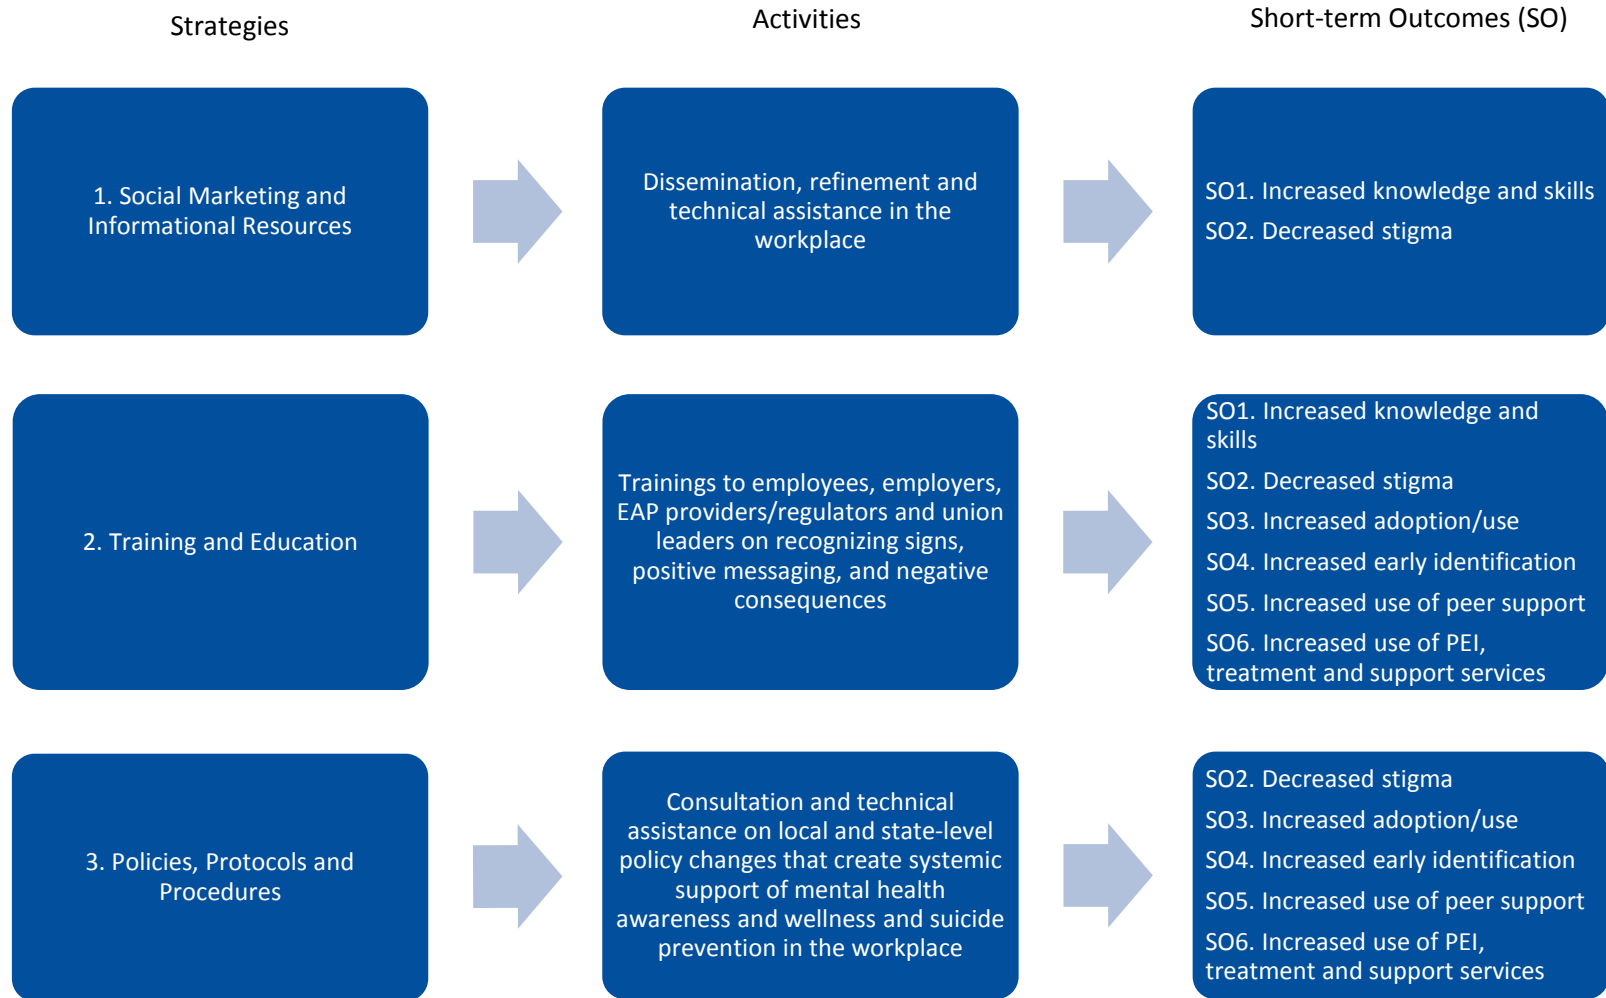 Strategies
Activities
Short-term Outcomes (SO)
1. Social Marketing and
Informational Resources
Dissemination, refinement and
technical assistance in the
workplace
SO1. Increased knowledge and skills
SO2. Decreased stigma
2. Training and Education
Trainings to employees, employers,
EAP providers/regulators and union
leaders on recognizing signs,
positive messaging, and negative
consequences
SO1. Increased knowledge and
skills
SO2. Decreased stigma
SO3. Increased adoption/use
SO4. Increased early identification
SO5. Increased use of peer support
SO6. Increased use of PEI,
treatment and support services
3. Policies, Protocols and
Procedures
Consultation and technical
assistance on local and state-level
policy changes that create systemic
support of mental health
awareness and wellness and suicide
prevention in the workplace
SO2. Decreased stigma
SO3. Increased adoption/use
SO4. Increased early identification
SO5. Increased use of peer support
SO6. Increased use of PEI,
treatment and support services